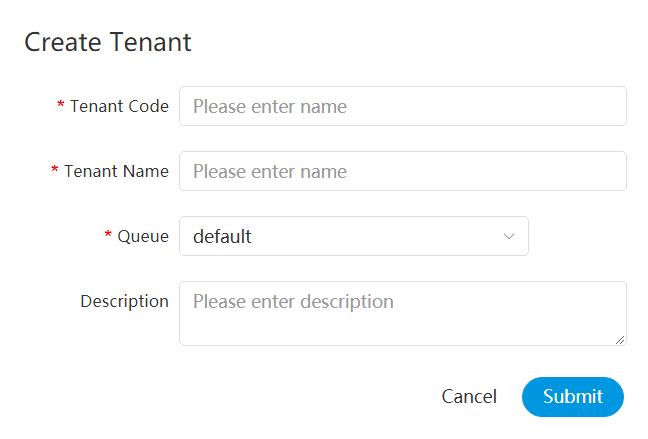 Create Tenant
* Tenant Code Please enter name
* Tenant Name Please enter name
* Queue default
Description Please enter description
Cancel Submit